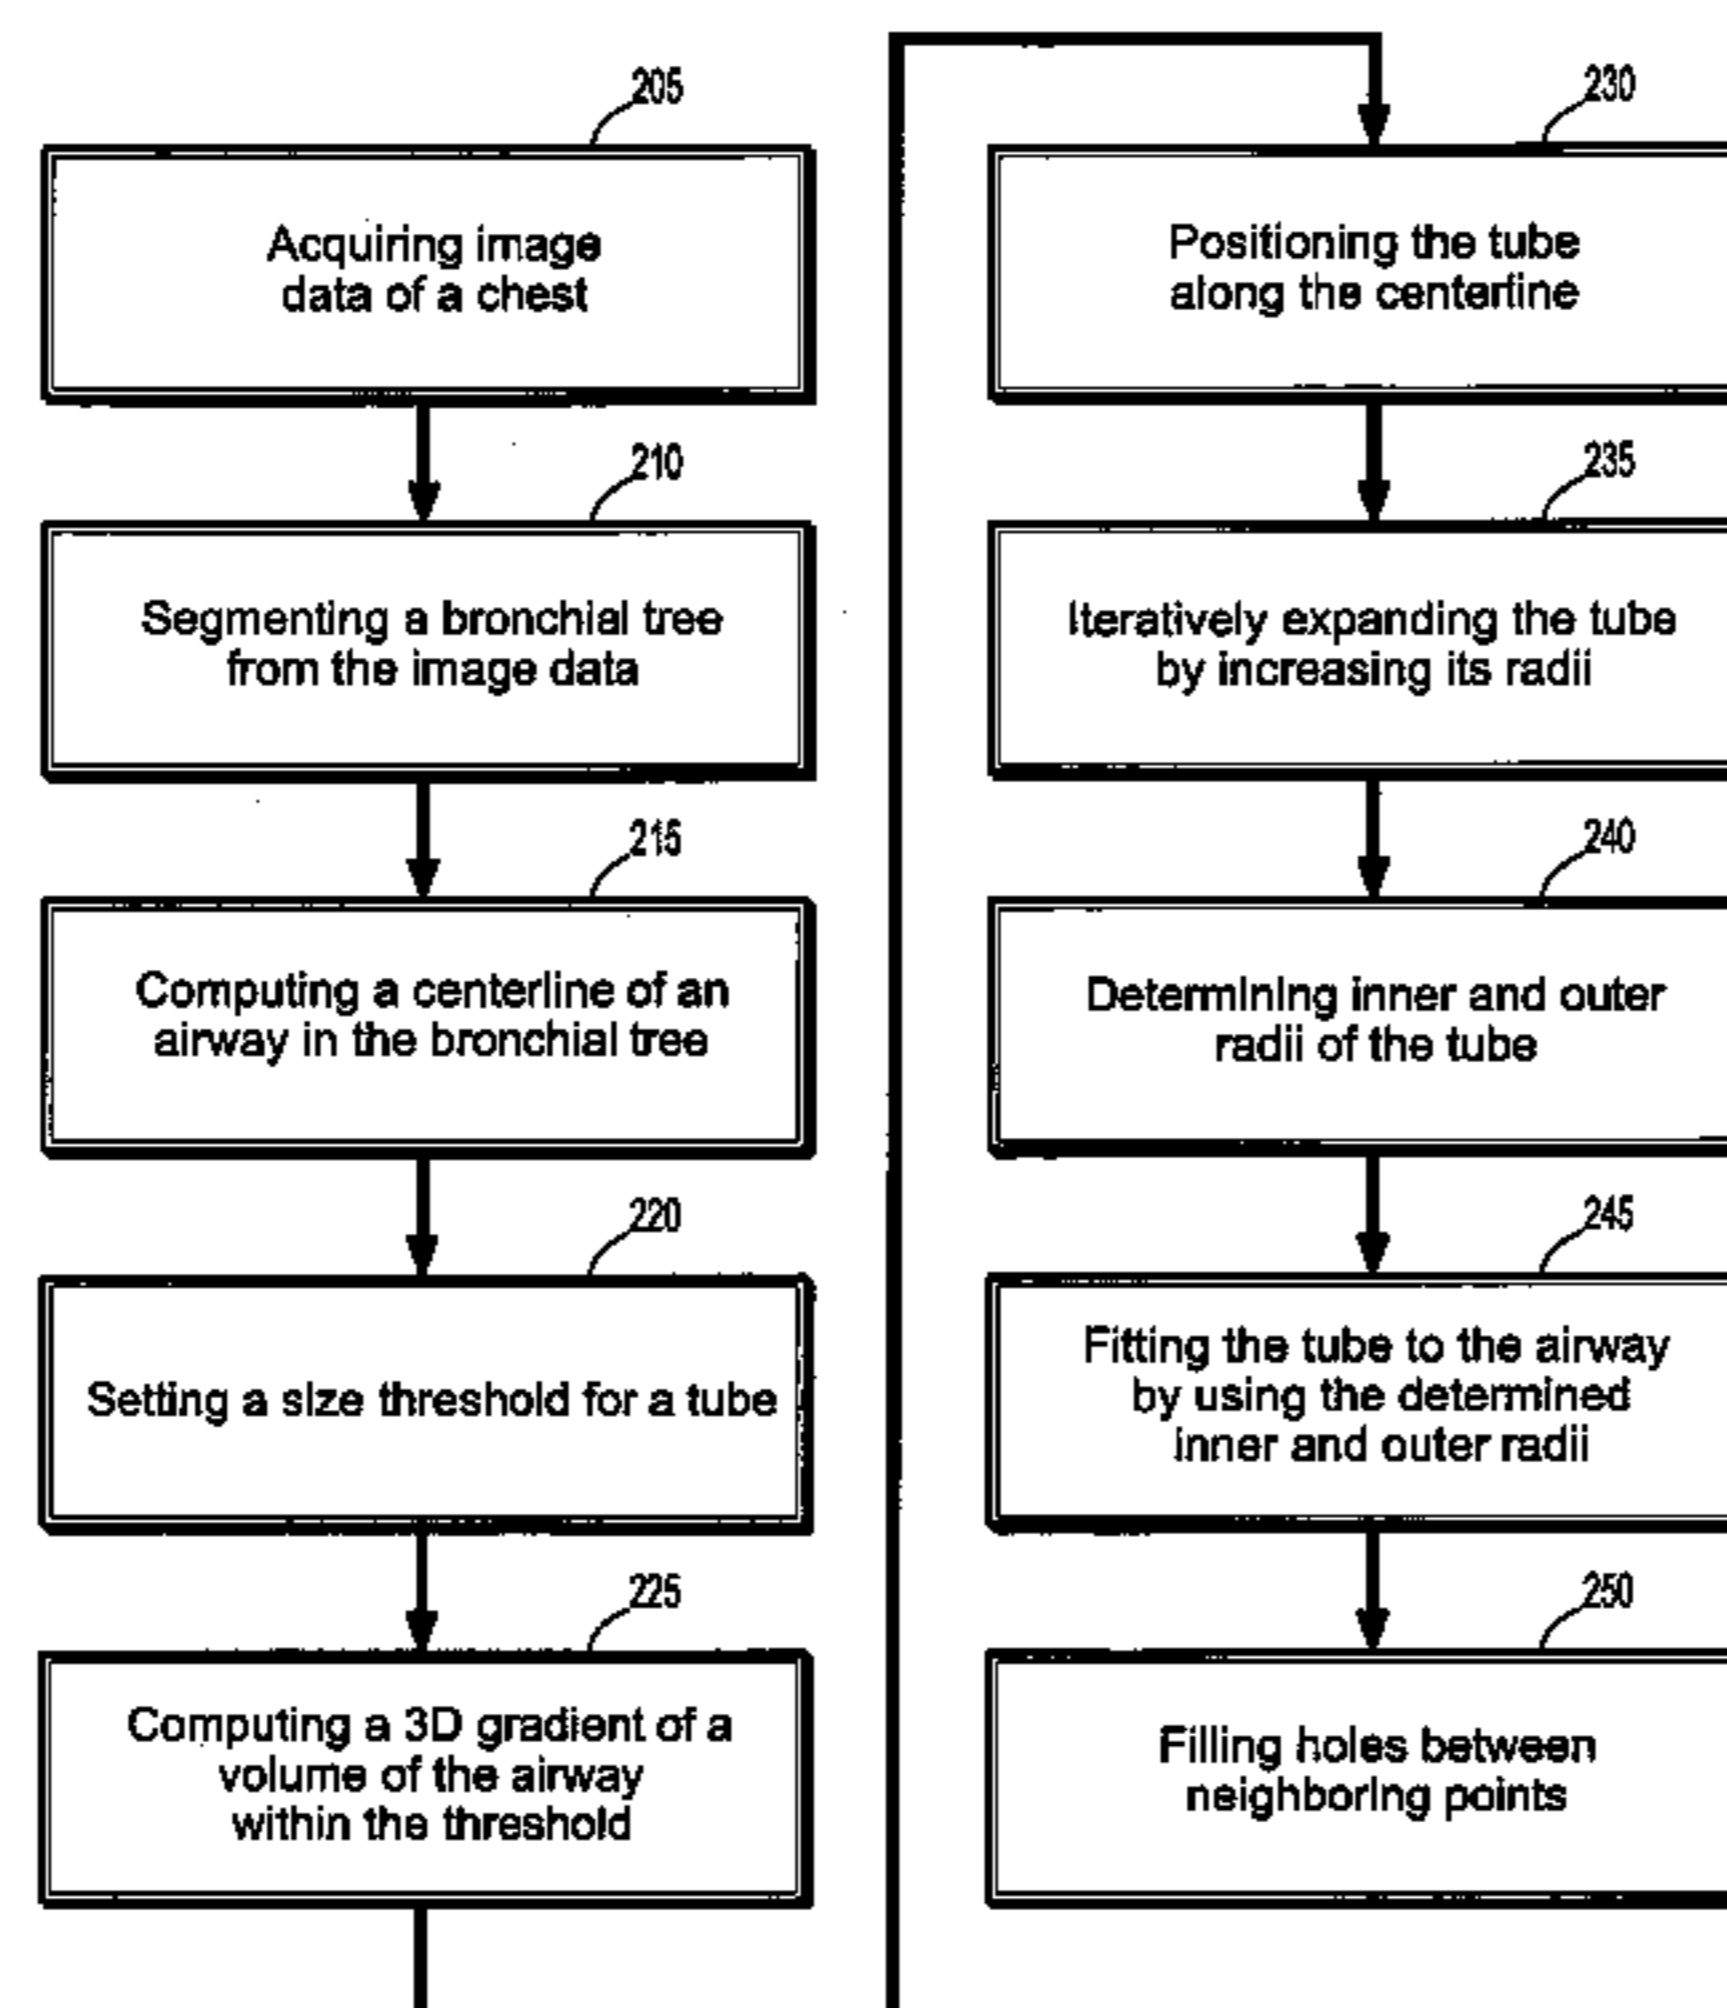 205
Acquiring image
data of a chest
210
Segmenting a bronchial tree
from the image data
215
Computing a centerline of an
airway in the bronchial tree
220
Setting a size threshold for a tube
225
Computing a 3D gradient of a
volume of the airway
within the threshold
230
Positioning the tube
along the centerline
235
Iteratively expanding the tube
by increasing its radii
240
Determining inner and outer
radii of the tube
245
Fitting the tube to the airway
by using the determined
inner and outer radii
250
Filling holes between
neighboring points